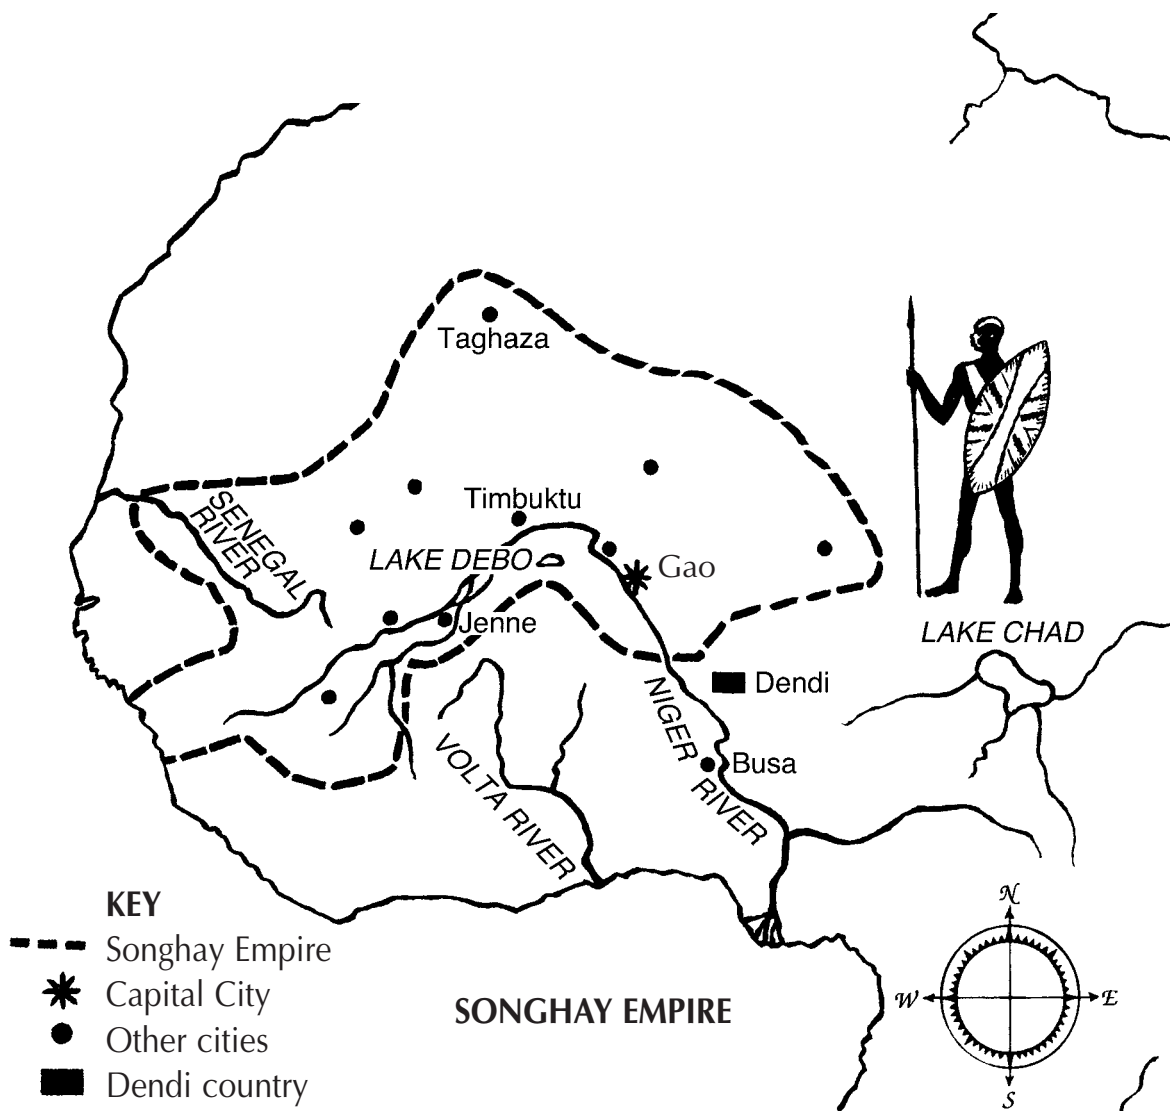 Taghaza
Timbuktu
SENEGAL
RIVER
LAKE DEBO
Gao
Jenne
LAKE CHAD
Dendi
NIGER
RIVER
Busa
VOLTA RIVER
KEY
Songhay Empire
Capital City
Other cities
Dendi country
SONGHAY EMPIRE
N
W
E
S